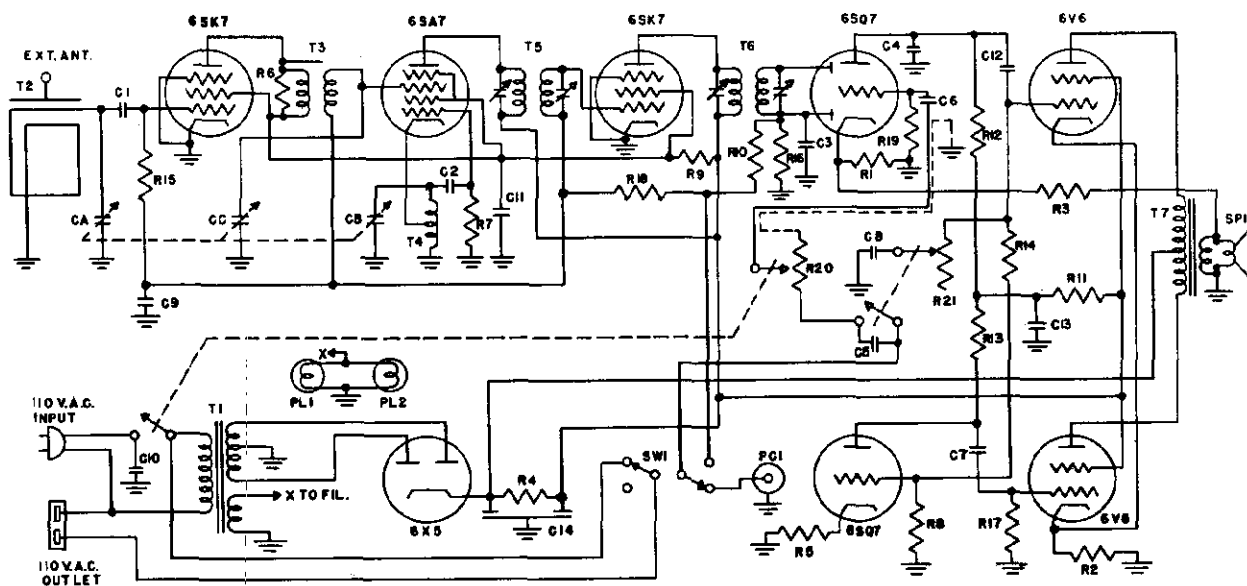 6SK7
6SA7
6SK7
6SQ7
6V6
EXT. ANT.
T2
C1
R6
T3
T5
T6
C4
C12
C6
R15
C2
R7
T4
C11
R18
R9
R10
R16
C3
R19
R1
R12
R3
T7
SP1
CA
CC
CB
C9
R20
C8
R21
R14
R11
C13
R13
C5
X
PL1
PL2
110 V.A.C.
INPUT
T1
C10
X TO FIL.
6X5
R4
C14
SW1
PC1
C7
6SQ7
R5
R8
R17
6V6
R2
110 V.A.C.
OUTLET